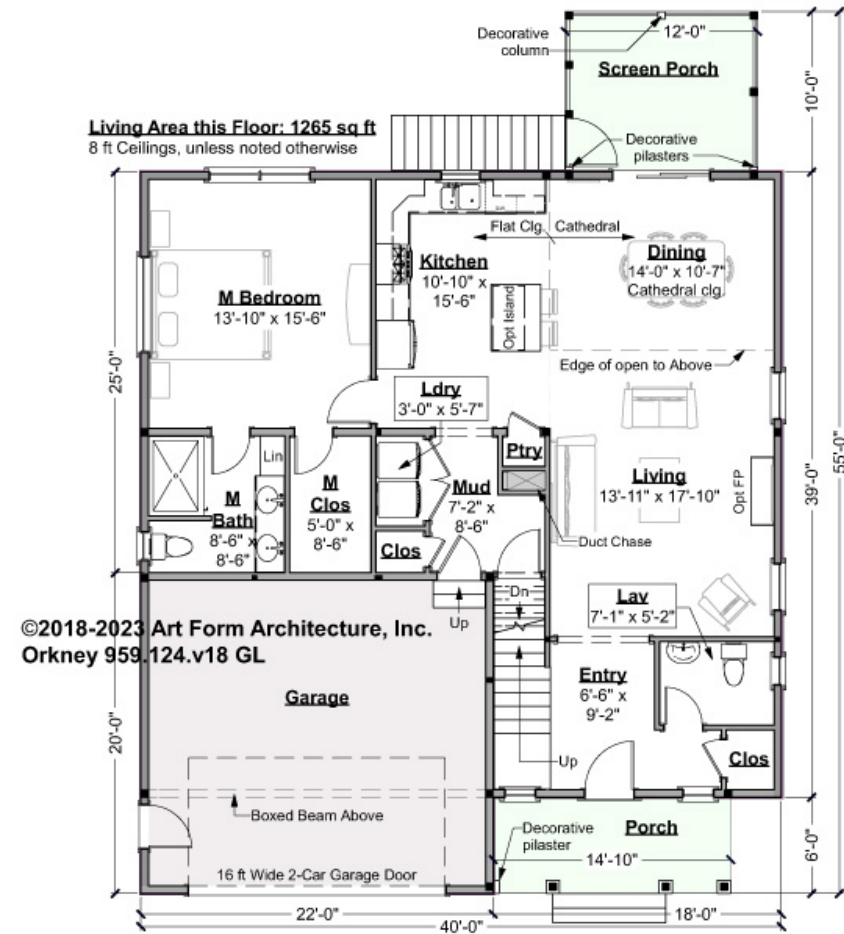 Decorative
column
12'-0"
Screen Porch
10'-0"
Living Area this Floor: 1265 sq ft
8 ft Ceilings, unless noted otherwise
Decorative
pilasters
Flat Clg. Cathedral
Kitchen
10'-10" x
15'-6"
Dining
14'-0" x 10'-7"
Cathedral clg.
M Bedroom
13'-10" x 15'-6"
Opt Island
Edge of open to Above
25'-0"
Ldry
3'-0" x 5'-7"
39'-0"
55'-0"
Lin
Ptry
M
Bath
8'-6" x
8'-6"
M
Clos
5'-0" x
8'-6"
Mud
7'-2" x
8'-6"
Living
13'-11" x 17'-10"
Opt FP
Clos
Duct Chase
Dn
Up
Lav
7'-1" x 5'-2"
©2018-2023 Art Form Architecture, Inc.
Orkney 959.124.v18 GL
Garage
Entry
6'-6" x
9'-2"
20'-0"
Up
Clos
Boxed Beam Above
Decorative
pilaster
Porch
14'-10"
6'-0"
16 ft Wide 2-Car Garage Door
22'-0"
18'-0"
40'-0"